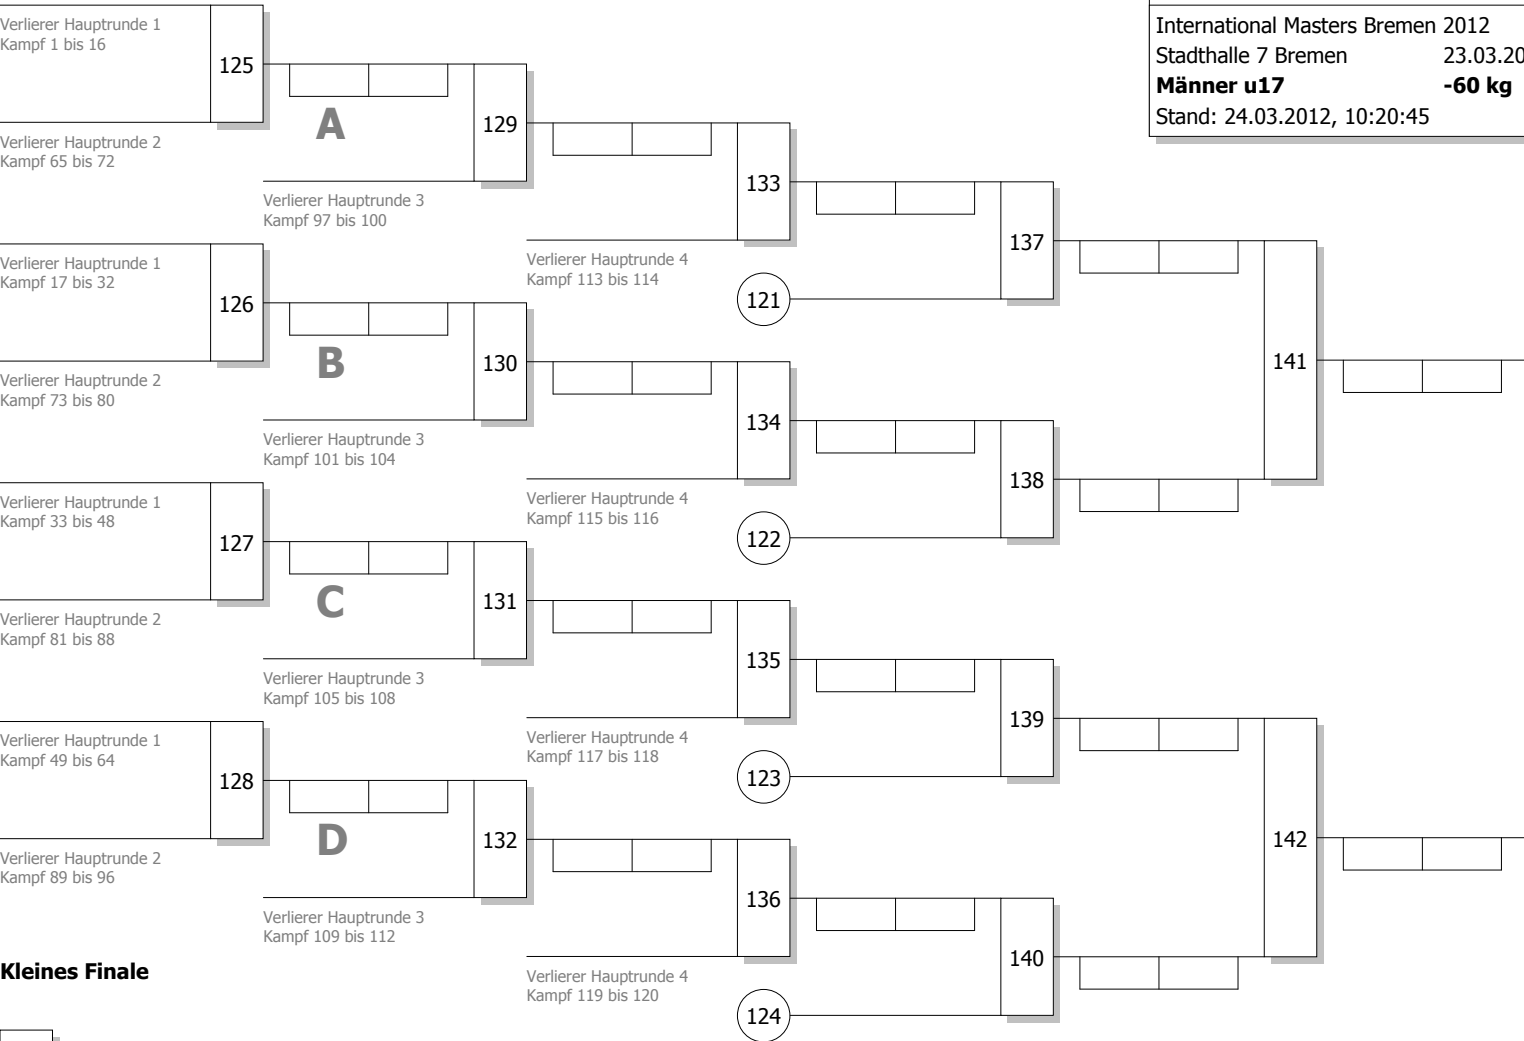 International Masters Bremen 2012
Stadthalle 7 Bremen 23.03.20
Männer u17 -60 kg
Stand: 24.03.2012, 10:20:45
Verlierer Hauptrunde 1
Kampf 1 bis 16
125
Verlierer Hauptrunde 2
Kampf 65 bis 72
A
129
Verlierer Hauptrunde 3
Kampf 97 bis 100
133
Verlierer Hauptrunde 4
Kampf 113 bis 114
137
121
Verlierer Hauptrunde 1
Kampf 17 bis 32
126
Verlierer Hauptrunde 2
Kampf 73 bis 80
B
130
Verlierer Hauptrunde 3
Kampf 101 bis 104
134
Verlierer Hauptrunde 4
Kampf 115 bis 116
138
122
141
Verlierer Hauptrunde 1
Kampf 33 bis 48
127
Verlierer Hauptrunde 2
Kampf 81 bis 88
C
131
Verlierer Hauptrunde 3
Kampf 105 bis 108
135
Verlierer Hauptrunde 4
Kampf 117 bis 118
139
123
Verlierer Hauptrunde 1
Kampf 49 bis 64
128
Verlierer Hauptrunde 2
Kampf 89 bis 96
D
132
Verlierer Hauptrunde 3
Kampf 109 bis 112
136
Verlierer Hauptrunde 4
Kampf 119 bis 120
140
124
142
Kleines Finale